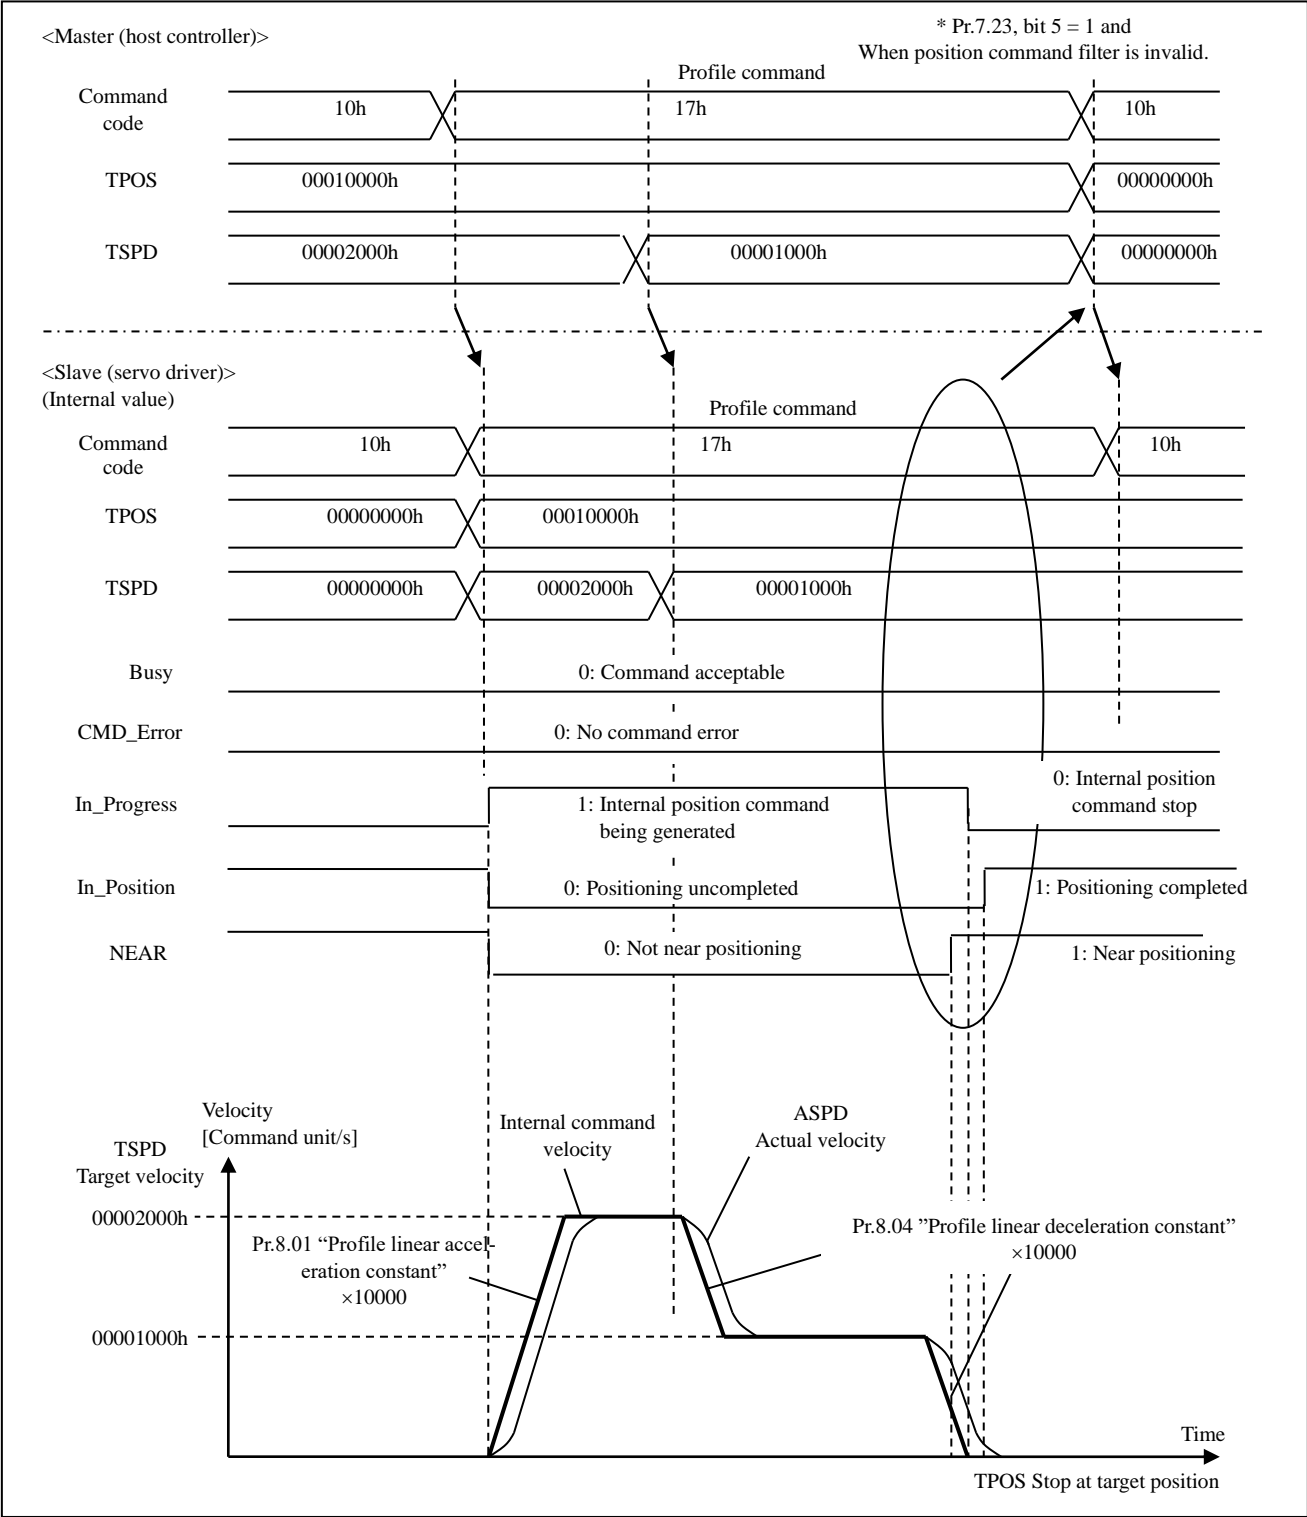 <Master (host controller)>
* Pr.7.23, bit 5 = 1 and
When position command filter is invalid.
Profile command
Command
code
10h
17h
10h
TPOS
00010000h
00000000h
TSPD
00002000h
00001000h
00000000h
<Slave (servo driver)>
(Internal value)
Profile command
Command
code
10h
17h
10h
TPOS
00000000h
00010000h
TSPD
00000000h
00002000h
00001000h
Busy
0: Command acceptable
CMD_Error
0: No command error
In_Progress
1: Internal position command
being generated
0: Internal position
command stop
In_Position
0: Positioning uncompleted
1: Positioning completed
NEAR
0: Not near positioning
1: Near positioning
Velocity
[Command unit/s]
TSPD
Target velocity
Internal command
velocity
ASPD
Actual velocity
00002000h
Pr.8.01 “Profile linear accel-
eration constant”
×10000
Pr.8.04 ”Profile linear deceleration constant”
×10000
00001000h
Time
TPOS Stop at target position